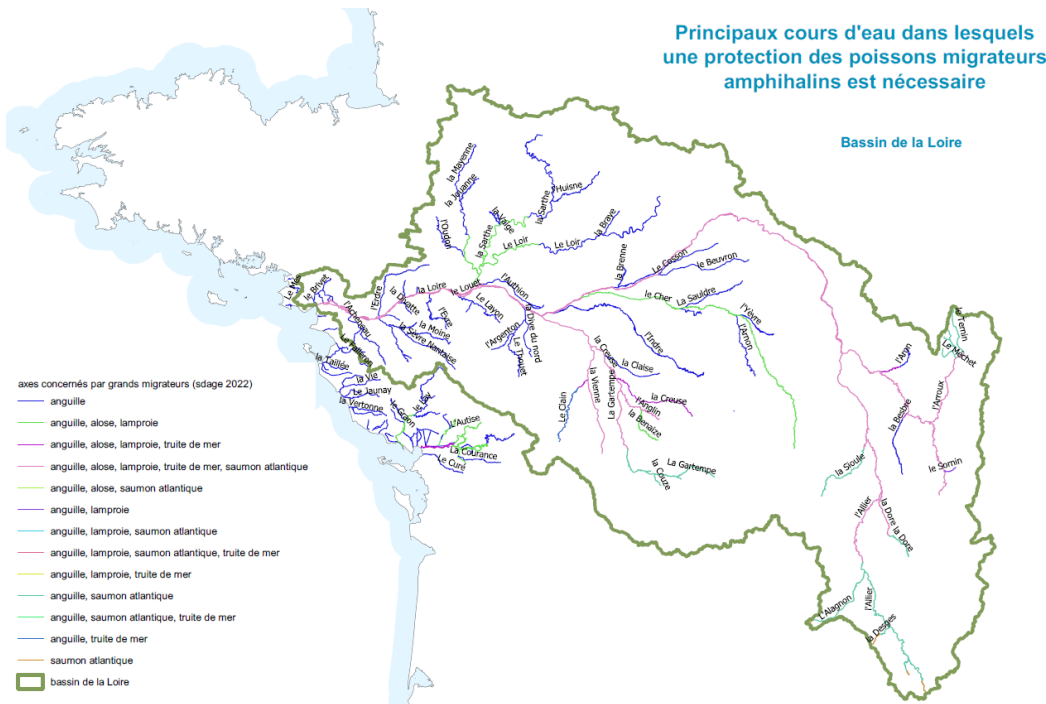 Principaux cours d'eau dans lesquels
une protection des poissons migrateurs
amphihalins est nécessaire
Bassin de la Loire
la Mayenne
la Jouanne
l'Oudon
la Vaige
la Sarthe
la Sarthe
Huisne
Le Loir
Le Loir
la Braye
la Brenne
Le Cosson
le Beuvron
le Cher
La Sauldre
l'Yèvre
l'Arnon
l'Indre
Le Mès
le Brivet
l'Erdre
l'Acheneau
la Divatte
la Loire
le Louet
l'Authion
Le Layon
l'Evre
la Moine
la Sèvre Nantaise
l'Argenton
Le Thouet
la Dive du nord
la Creuse
la Claise
la Vienne
La Gartempe
Le Clain
la Creuse
l'Anglin
la Benaize
La Gartempe
la Couze
la Taillée
la Vie
Le Jaunay
la Vertonne
le Graon
le Lay
L'Autise
La Courance
Le Curé
le Ternin
Le Méchet
l'Aron
l'Arroux
la Besbre
le Sornin
la Sioule
l'Allier
la Dore
la Dore
L'Alagnon
l'Allier
la Desges
axes concernés par grands migrateurs (sdage 2022)
anguille
anguille, alose, lamproie
anguille, alose, lamproie, truite de mer
anguille, alose, lamproie, truite de mer, saumon atlantique
anguille, alose, saumon atlantique
anguille, lamproie
anguille, lamproie, saumon atlantique
anguille, lamproie, saumon atlantique, truite de mer
anguille, lamproie, truite de mer
anguille, saumon atlantique
anguille, saumon atlantique, truite de mer
anguille, truite de mer
saumon atlantique
bassin de la Loire